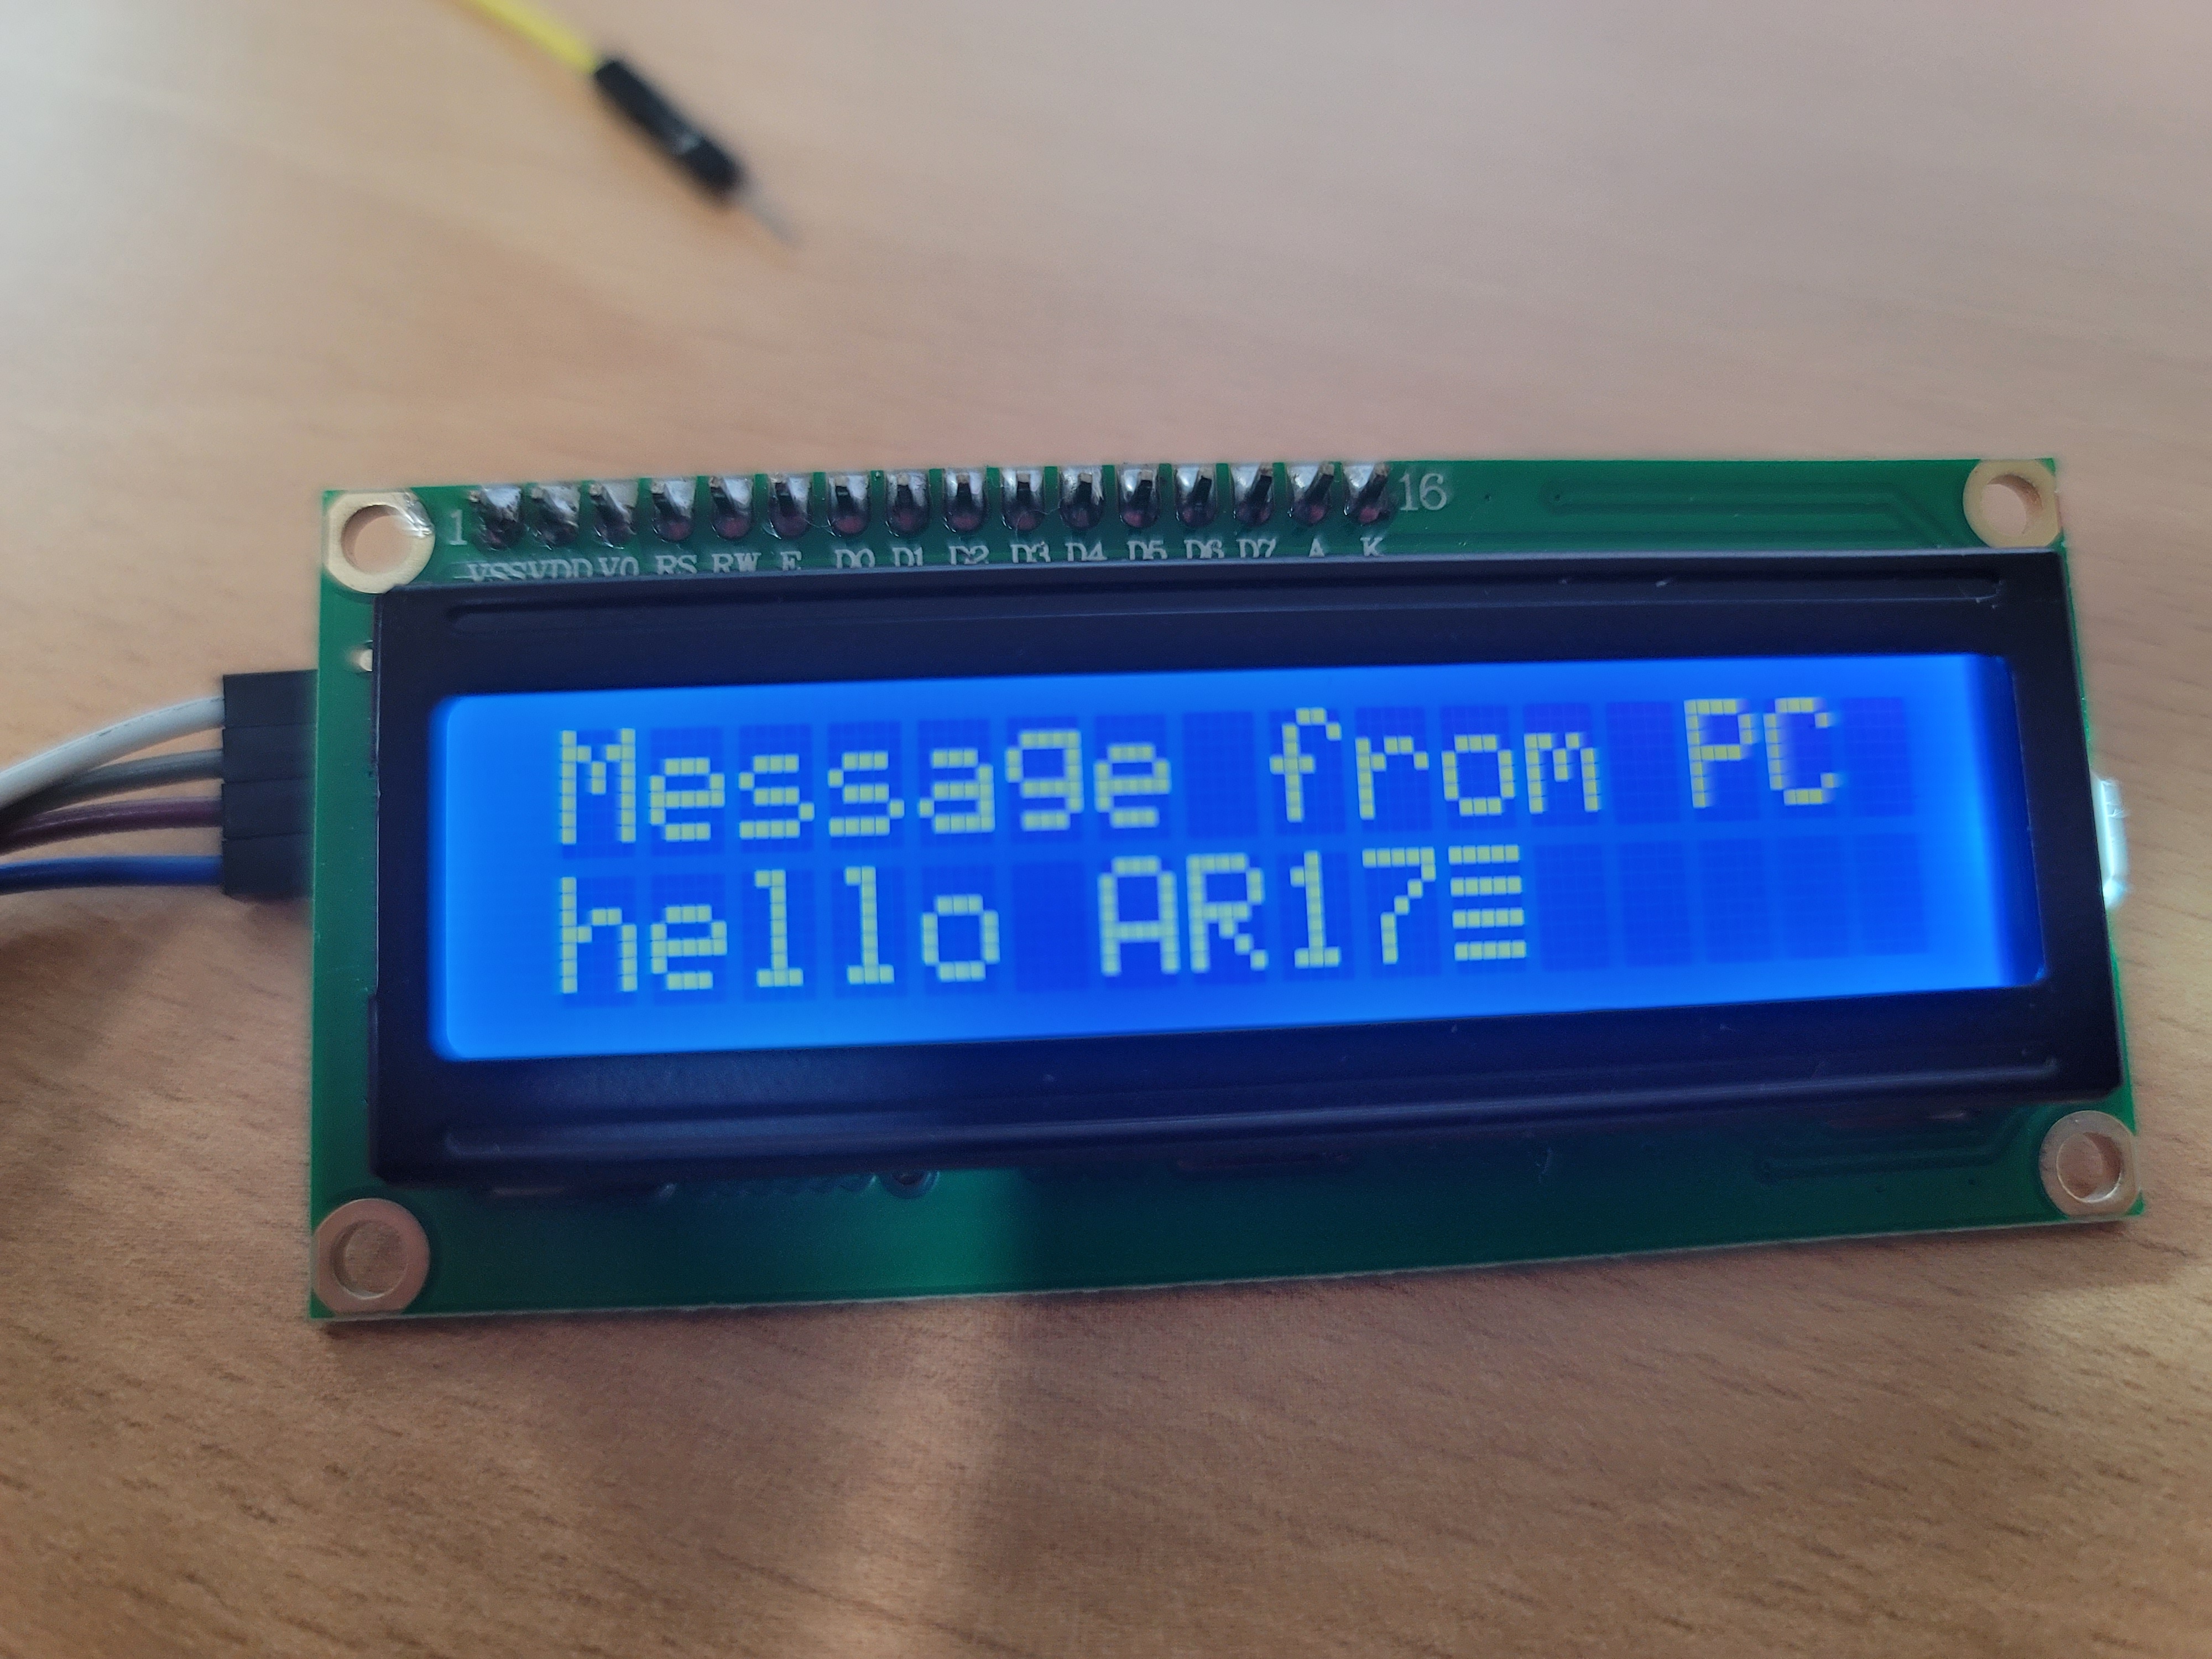 1 VSS VDD V0 RS RW E D0 D1 D2 D3 D4 D5 D6 D7 A K 16
Message from PC
hello AR17≡